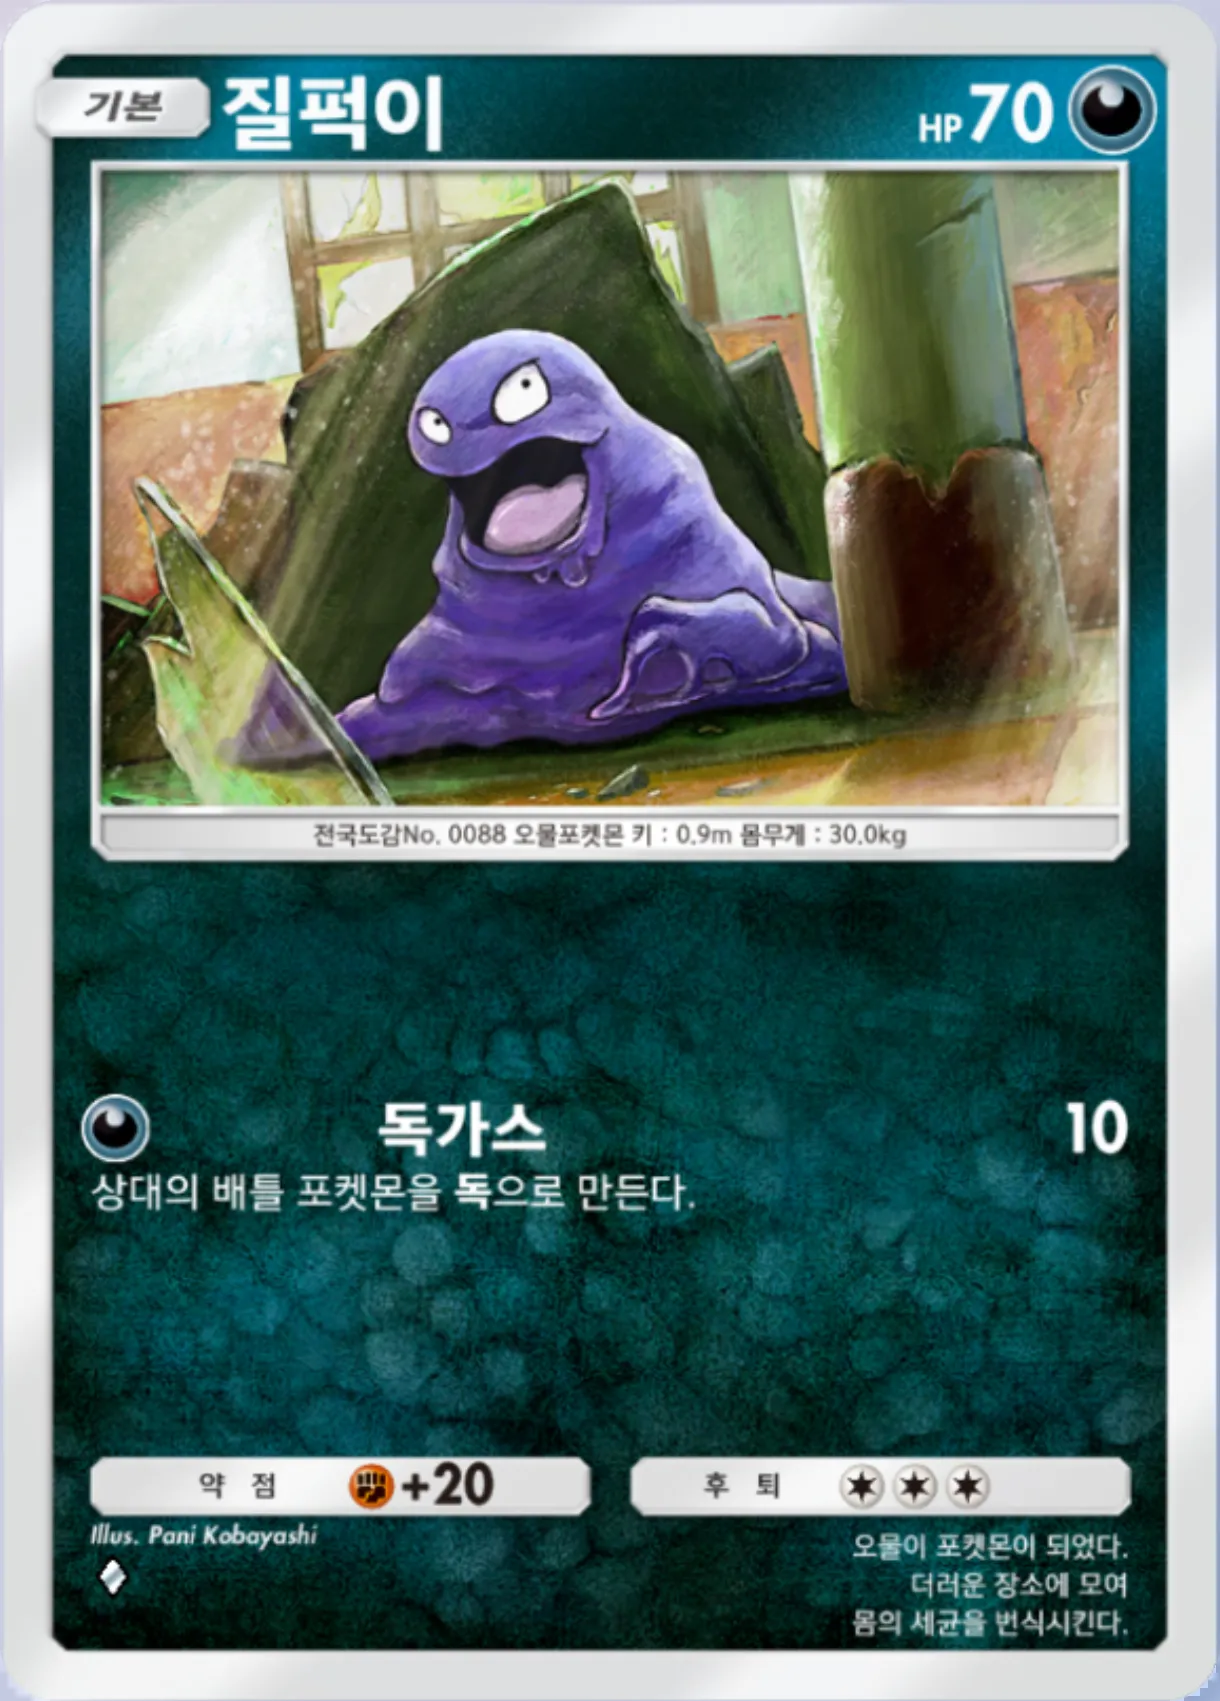 기본 질퍽이 HP 70
전국도감No. 0088 오물포켓몬 키 : 0.9m 몸무게 : 30.0kg
독가스 10
상대의 배틀 포켓몬을 독으로 만든다.
약 점 +20 후 퇴
Illus. Pani Kobayashi
오물이 포켓몬이 되었다.
더러운 장소에 모여
몸의 세균을 번식시킨다.